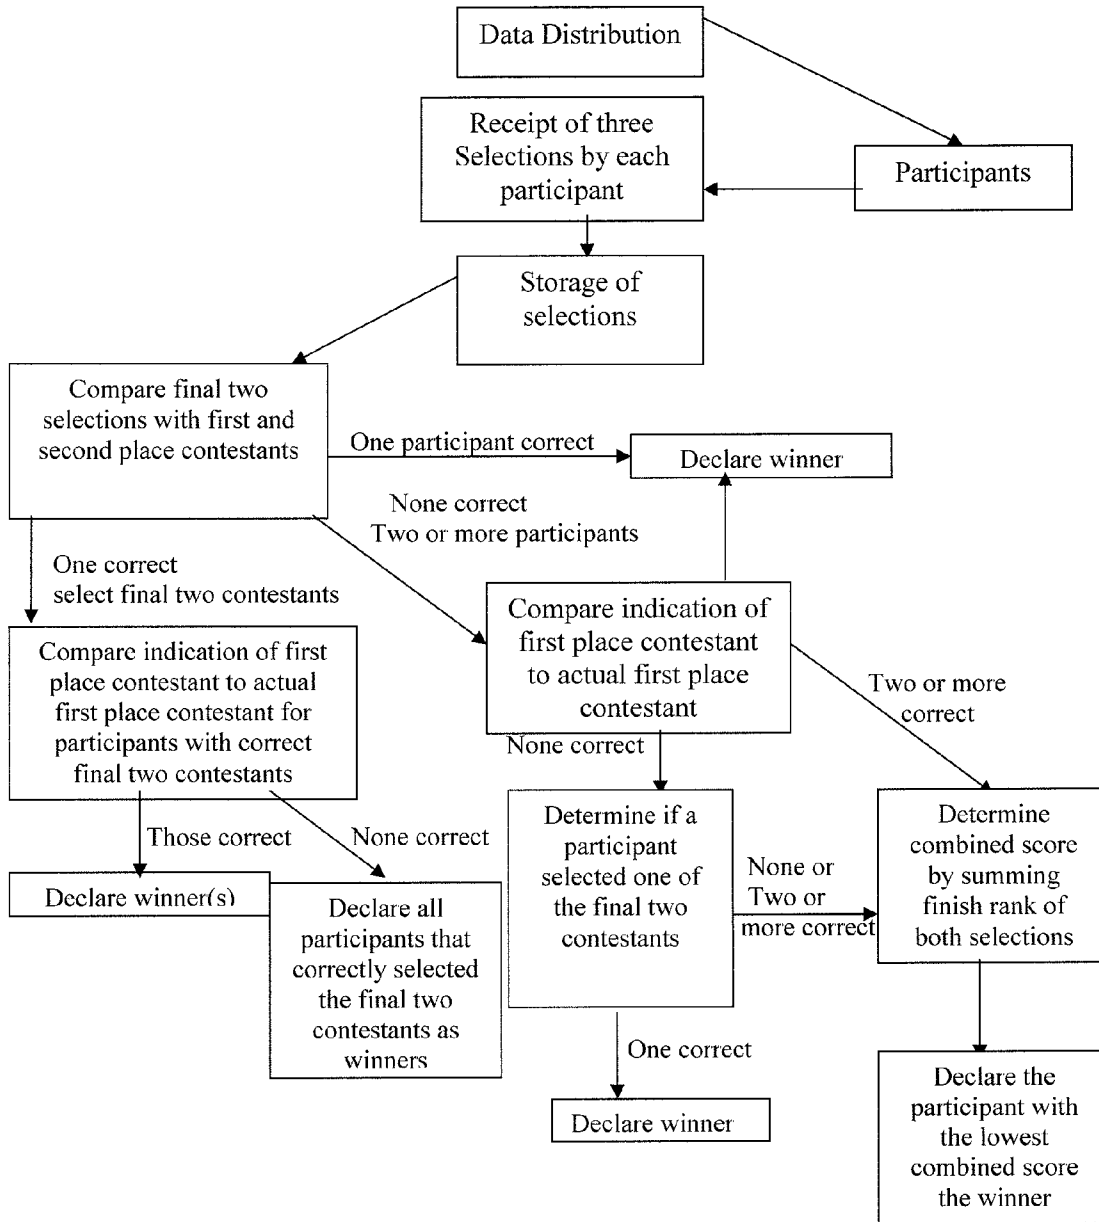 Data Distribution
Receipt of three
Selections by each
participant
Participants
Storage of
selections
Compare final two
selections with first and
second place contestants
One participant correct
Declare winner
None correct
Two or more participants
One correct
select final two contestants
Compare indication of first
place contestant to actual
first place contestant for
participants with correct
final two contestants
Compare indication of
first place contestant
to actual first place
contestant
Two or more
correct
None correct
Those correct
None correct
Declare winner(s)
Declare all
participants that
correctly selected
the final two
contestants as
winners
Determine if a
participant
selected one of
the final two
contestants
None or
Two or
more correct
Determine
combined score
by summing
finish rank of
both selections
One correct
Declare winner
Declare the
participant with
the lowest
combined score
the winner